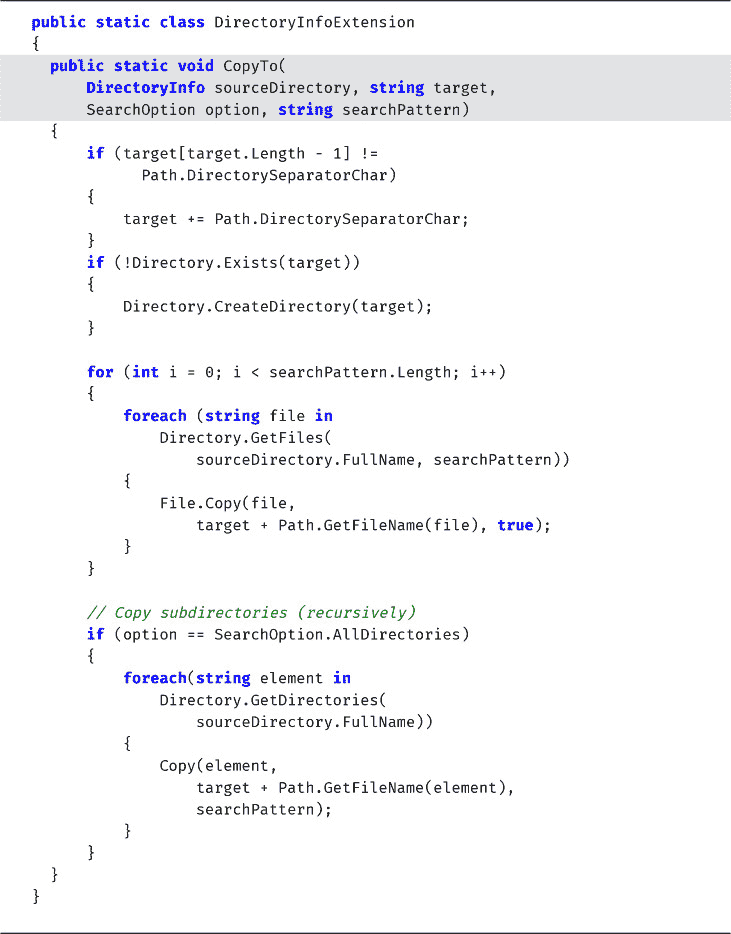 public static class DirectoryInfoExtension
{
  public static void CopyTo(
      DirectoryInfo sourceDirectory, string target,
      SearchOption option, string searchPattern)
  {
      if (target[target.Length - 1] !=
            Path.DirectorySeparatorChar)
      {
          target += Path.DirectorySeparatorChar;
      }
      if (!Directory.Exists(target))
      {
          Directory.CreateDirectory(target);
      }

      for (int i = 0; i < searchPattern.Length; i++)
      {
          foreach (string file in
              Directory.GetFiles(
                  sourceDirectory.FullName, searchPattern))
          {
              File.Copy(file,
                  target + Path.GetFileName(file), true);
          }
      }

      // Copy subdirectories (recursively)
      if (option == SearchOption.AllDirectories)
      {
          foreach(string element in
              Directory.GetDirectories(
                  sourceDirectory.FullName))
          {
              Copy(element,
                  target + Path.GetFileName(element),
                  searchPattern);
          }
      }
  }
}